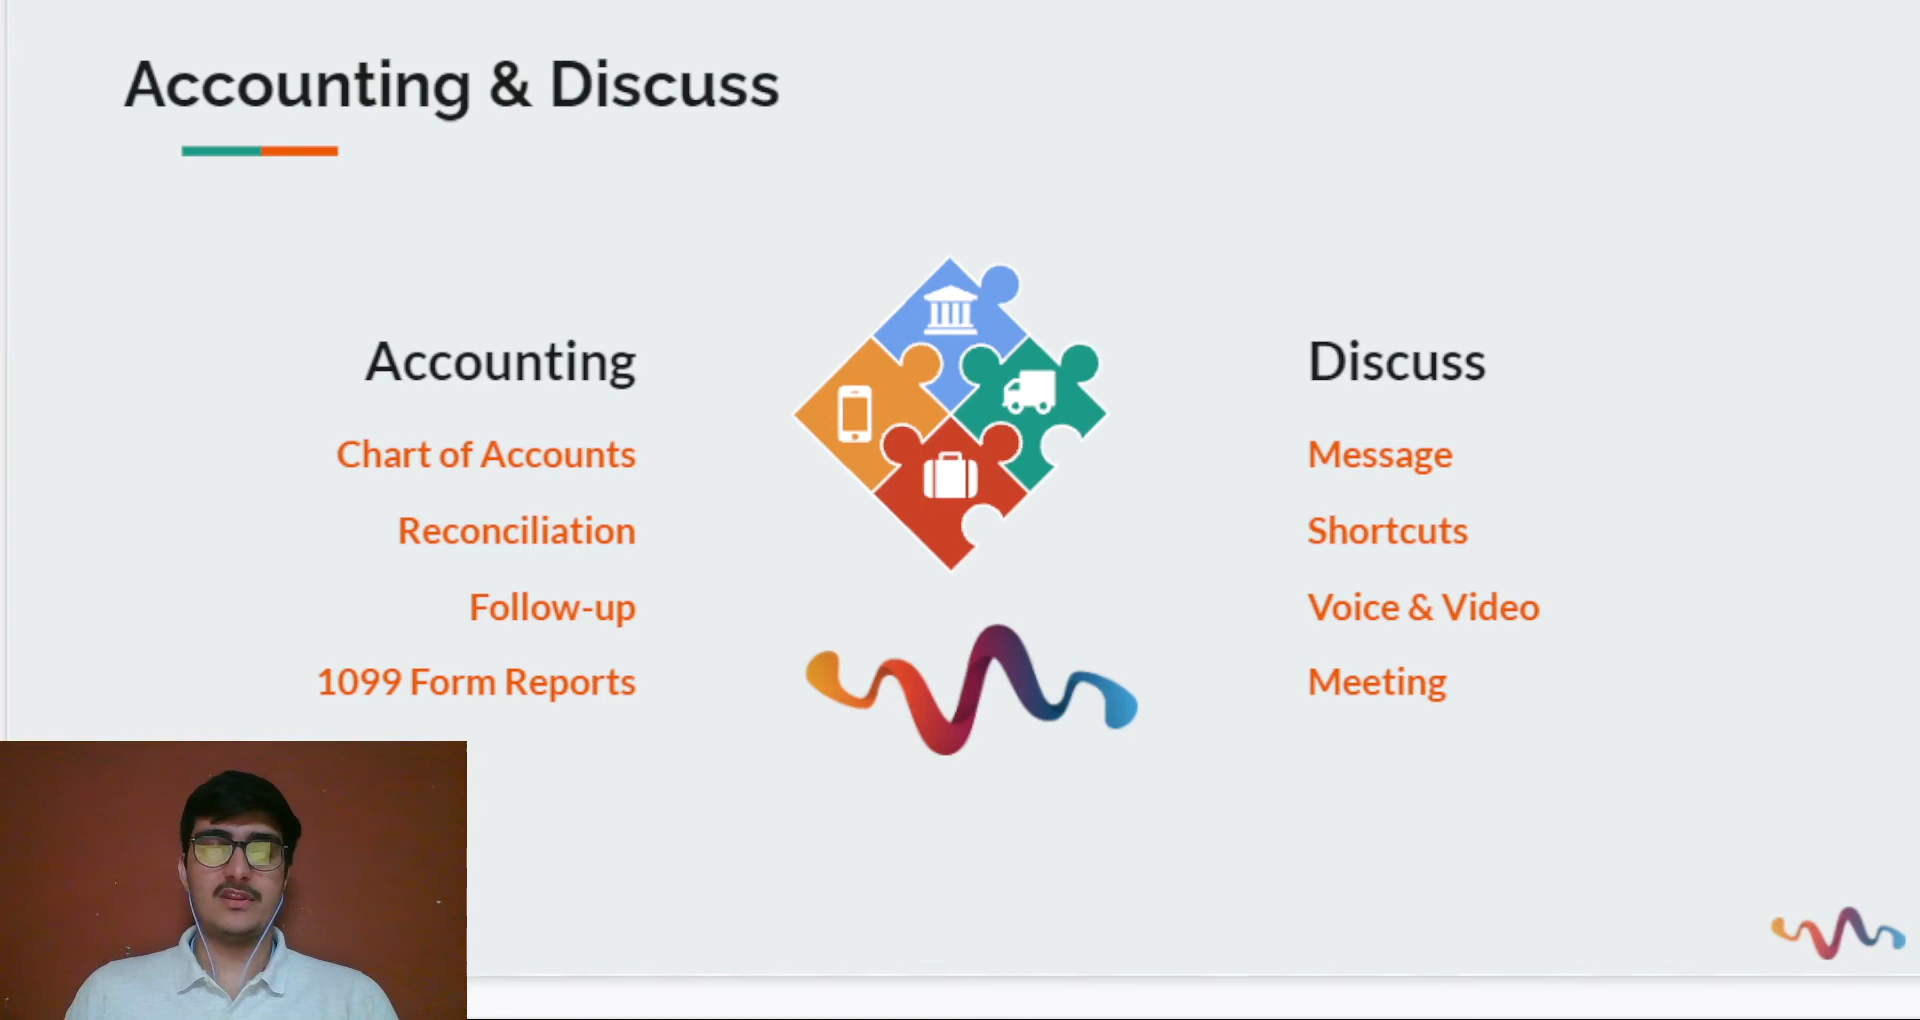 Accounting & Discuss
Accounting
Chart of Accounts
Reconciliation
Follow-up
1099 Form Reports
Discuss
Message
Shortcuts
Voice & Video
Meeting